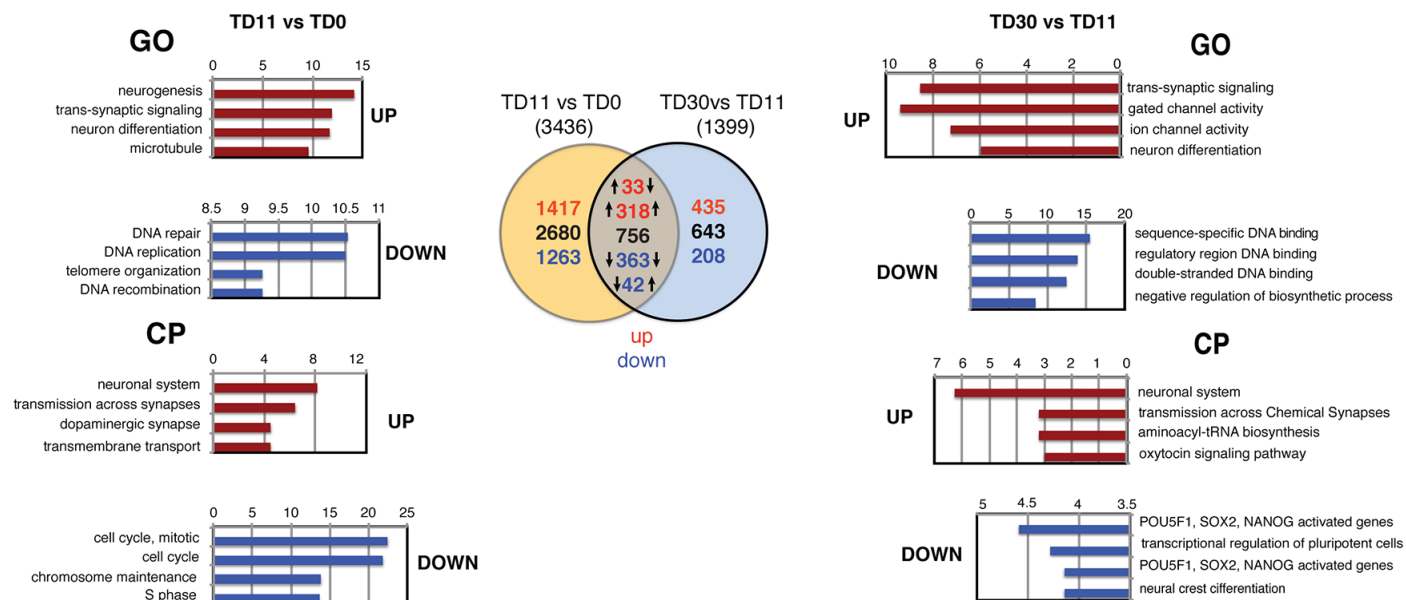 TD11 vs TD0
GO
0 5 10 15
neurogenesis
trans-synaptic signaling
neuron differentiation
microtubule
UP
8.5 9 9.5 10 10.5 11
DNA repair
DNA replication
telomere organization
DNA recombination
DOWN
CP
0 4 8 12
neuronal system
transmission across synapses
dopaminergic synapse
transmembrane transport
UP
0 5 10 15 20 25
cell cycle, mitotic
cell cycle
chromosome maintenance
S phase
DOWN
TD11 vs TD0
(3436)
TD30vs TD11
(1399)
1417
2680
1263
↑33↓
↑318↑
756
↓363↓
↓42↑
435
643
208
up
down
TD30 vs TD11
GO
10 8 6 4 2 0
UP
trans-synaptic signaling
gated channel activity
ion channel activity
neuron differentiation
0 5 10 15 20
DOWN
sequence-specific DNA binding
regulatory region DNA binding
double-stranded DNA binding
negative regulation of biosynthetic process
CP
7 6 5 4 3 2 1 0
UP
neuronal system
transmission across Chemical Synapses
aminoacyl-tRNA biosynthesis
oxytocin signaling pathway
5 4.5 4 3.5
DOWN
POU5F1, SOX2, NANOG activated genes
transcriptional regulation of pluripotent cells
POU5F1, SOX2, NANOG activated genes
neural crest cifferentiation